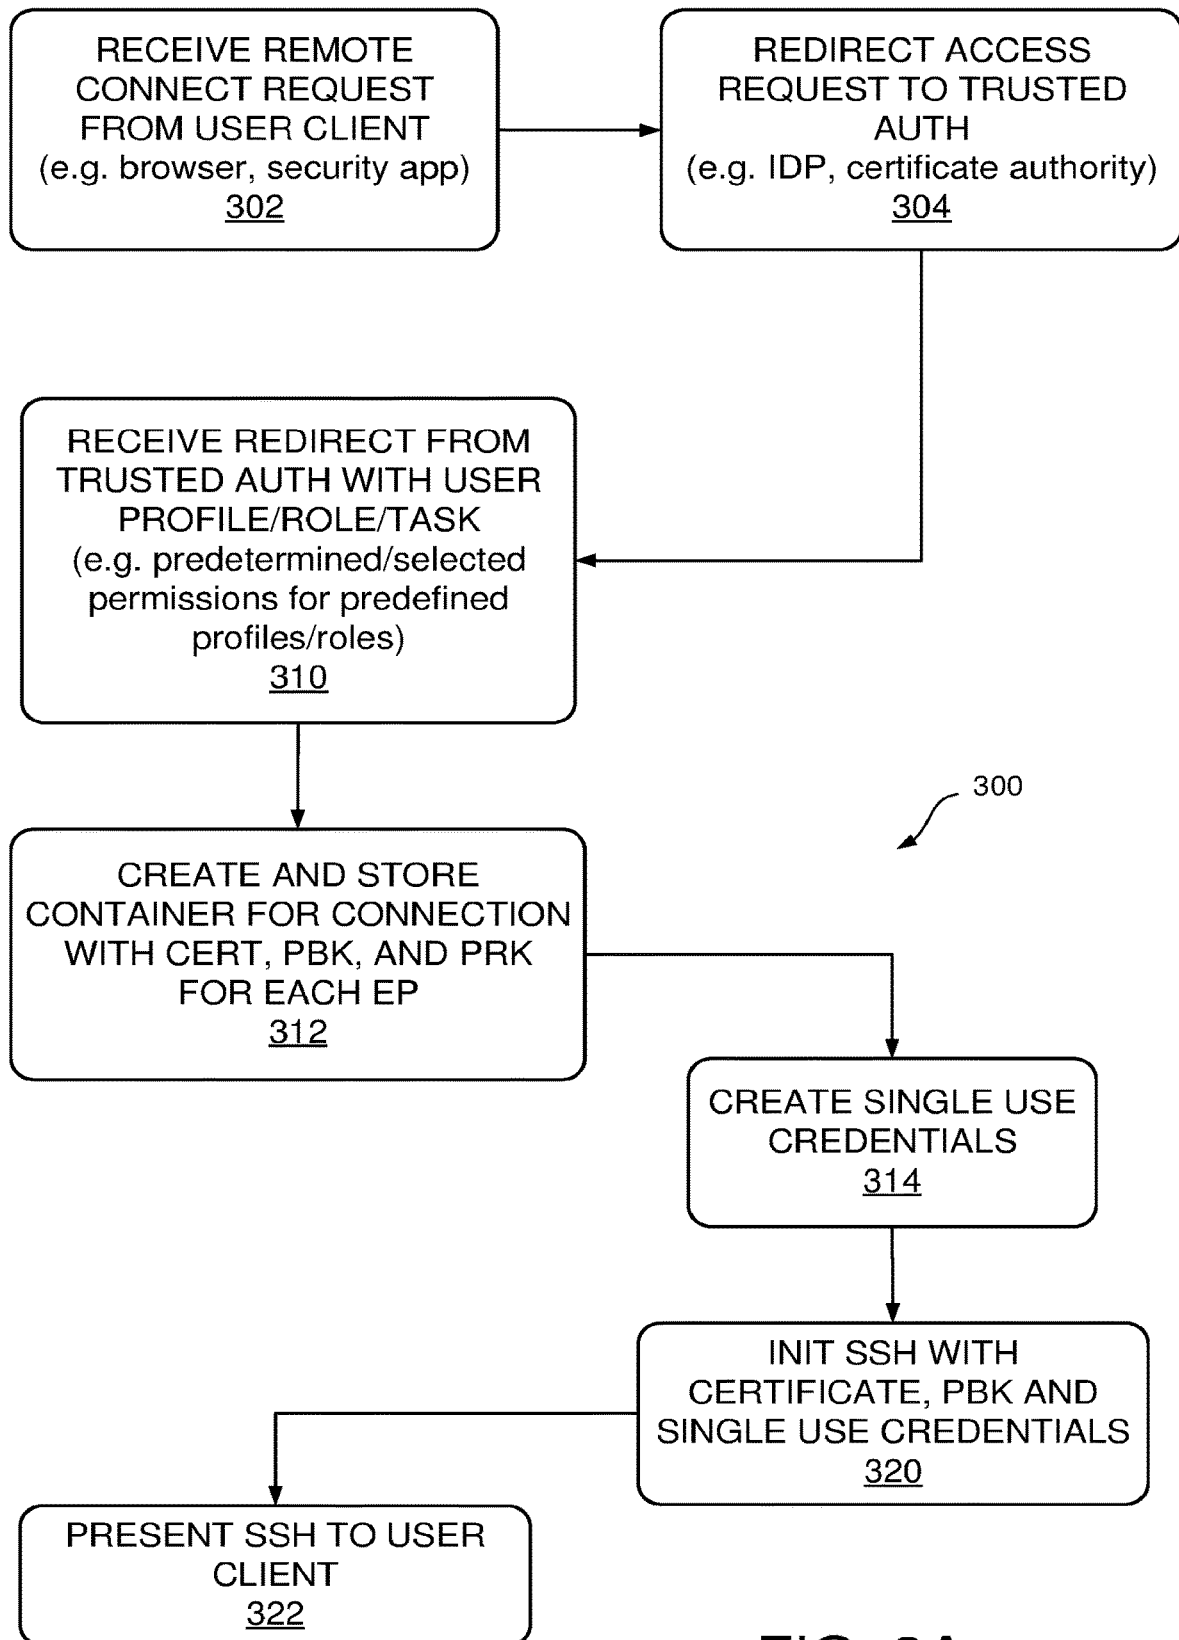 RECEIVE REMOTE
CONNECT REQUEST
FROM USER CLIENT
(e.g. browser, security app)
302
REDIRECT ACCESS
REQUEST TO TRUSTED
AUTH
(e.g. IDP, certificate authority)
304
RECEIVE REDIRECT FROM
TRUSTED AUTH WITH USER
PROFILE/ROLE/TASK
(e.g. predetermined/selected
permissions for predefined
profiles/roles)
310
300
CREATE AND STORE
CONTAINER FOR CONNECTION
WITH CERT, PBK, AND PRK
FOR EACH EP
312
CREATE SINGLE USE
CREDENTIALS
314
INIT SSH WITH
CERTIFICATE, PBK AND
SINGLE USE CREDENTIALS
320
PRESENT SSH TO USER
CLIENT
322